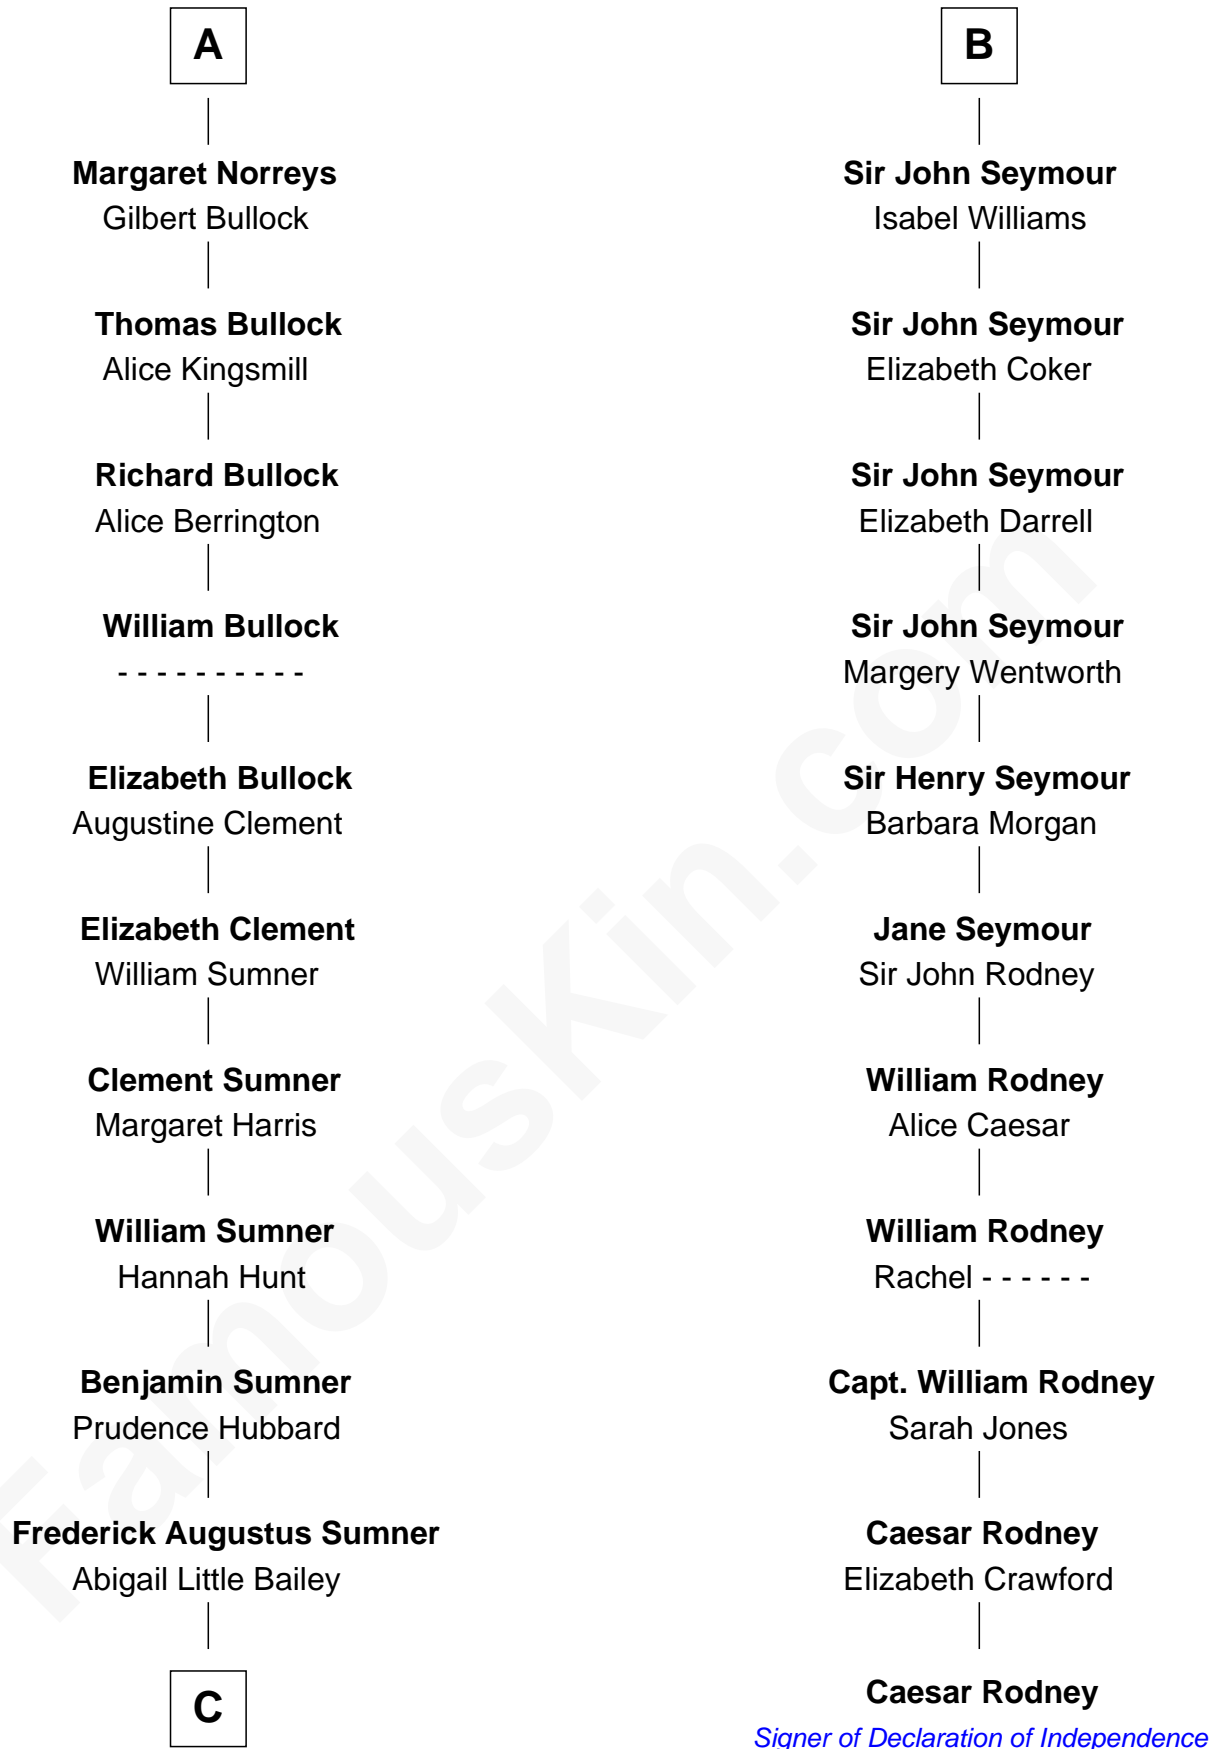 A
Margaret Norreys
Gilbert Bullock
Thomas Bullock
Alice Kingsmill
Richard Bullock
Alice Berrington
William Bullock
- - - - - - - - - -
Elizabeth Bullock
Augustine Clement
Elizabeth Clement
William Sumner
Clement Sumner
Margaret Harris
William Sumner
Hannah Hunt
Benjamin Sumner
Prudence Hubbard
Frederick Augustus Sumner
Abigail Little Bailey
C
B
Sir John Seymour
Isabel Williams
Sir John Seymour
Elizabeth Coker
Sir John Seymour
Elizabeth Darrell
Sir John Seymour
Margery Wentworth
Sir Henry Seymour
Barbara Morgan
Jane Seymour
Sir John Rodney
William Rodney
Alice Caesar
William Rodney
Rachel - - - - - -
Capt. William Rodney
Sarah Jones
Caesar Rodney
Elizabeth Crawford
Caesar Rodney
Signer of Declaration of Independence
FamousKin.com